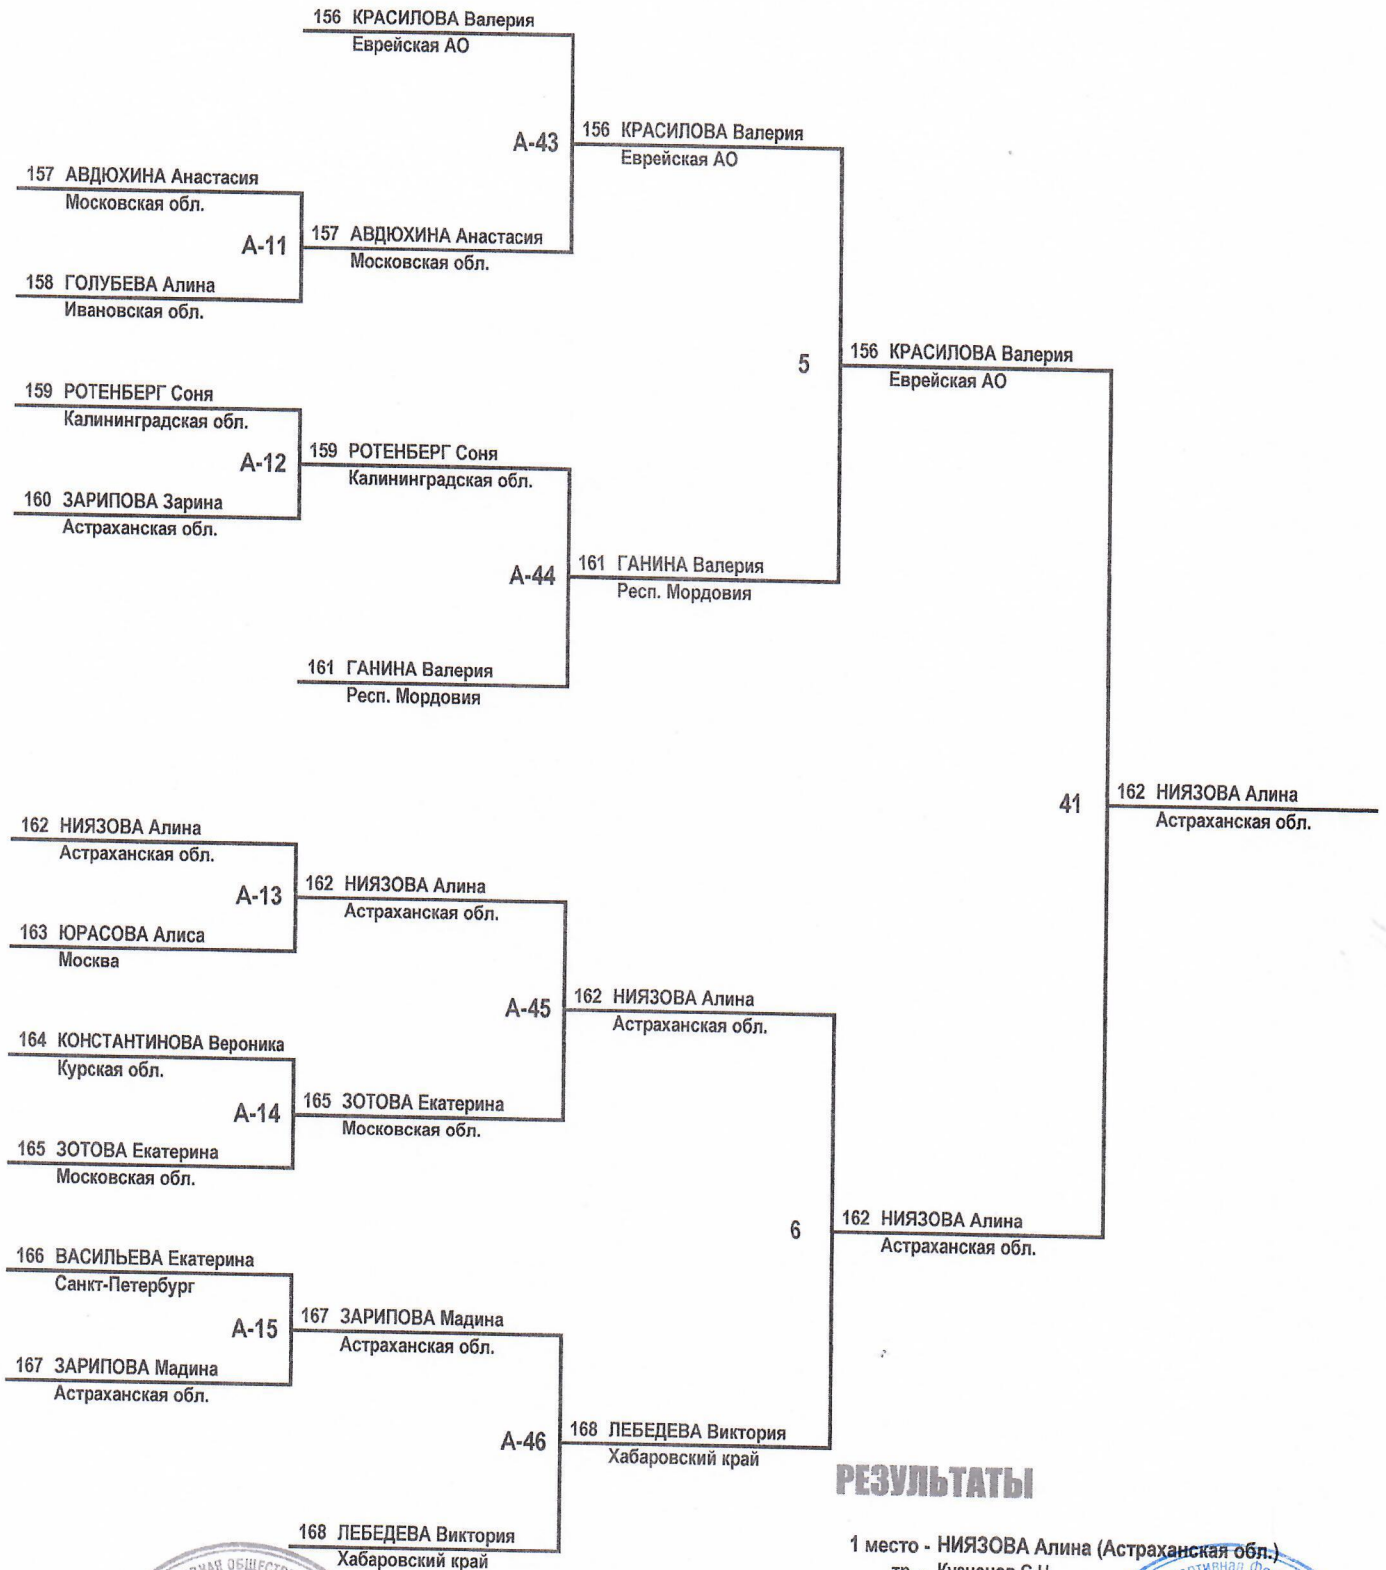 156 КРАСИЛОВА Валерия
Еврейская АО
А-43
156 КРАСИЛОВА Валерия
Еврейская АО
157 АВДЮХИНА Анастасия
Московская обл.
А-11
157 АВДЮХИНА Анастасия
Московская обл.
158 ГОЛУБЕВА Алина
Ивановская обл.
5
156 КРАСИЛОВА Валерия
Еврейская АО
159 РОТЕНБЕРГ Соня
Калининградская обл.
А-12
159 РОТЕНБЕРГ Соня
Калининградская обл.
160 ЗАРИПОВА Зарина
Астраханская обл.
А-44
161 ГАНИНА Валерия
Респ. Мордовия
161 ГАНИНА Валерия
Респ. Мордовия
41
162 НИЯЗОВА Алина
Астраханская обл.
162 НИЯЗОВА Алина
Астраханская обл.
А-13
162 НИЯЗОВА Алина
Астраханская обл.
163 ЮРАСОВА Алиса
Москва
А-45
162 НИЯЗОВА Алина
Астраханская обл.
164 КОНСТАНТИНОВА Вероника
Курская обл.
А-14
165 ЗОТОВА Екатерина
Московская обл.
165 ЗОТОВА Екатерина
Московская обл.
6
162 НИЯЗОВА Алина
Астраханская обл.
166 ВАСИЛЬЕВА Екатерина
Санкт-Петербург
А-15
167 ЗАРИПОВА Мадина
Астраханская обл.
167 ЗАРИПОВА Мадина
Астраханская обл.
А-46
168 ЛЕБЕДЕВА Виктория
Хабаровский край
168 ЛЕБЕДЕВА Виктория
Хабаровский край
РЕЗУЛЬТАТЫ
1 место - НИЯЗОВА Алина (Астраханская обл.)